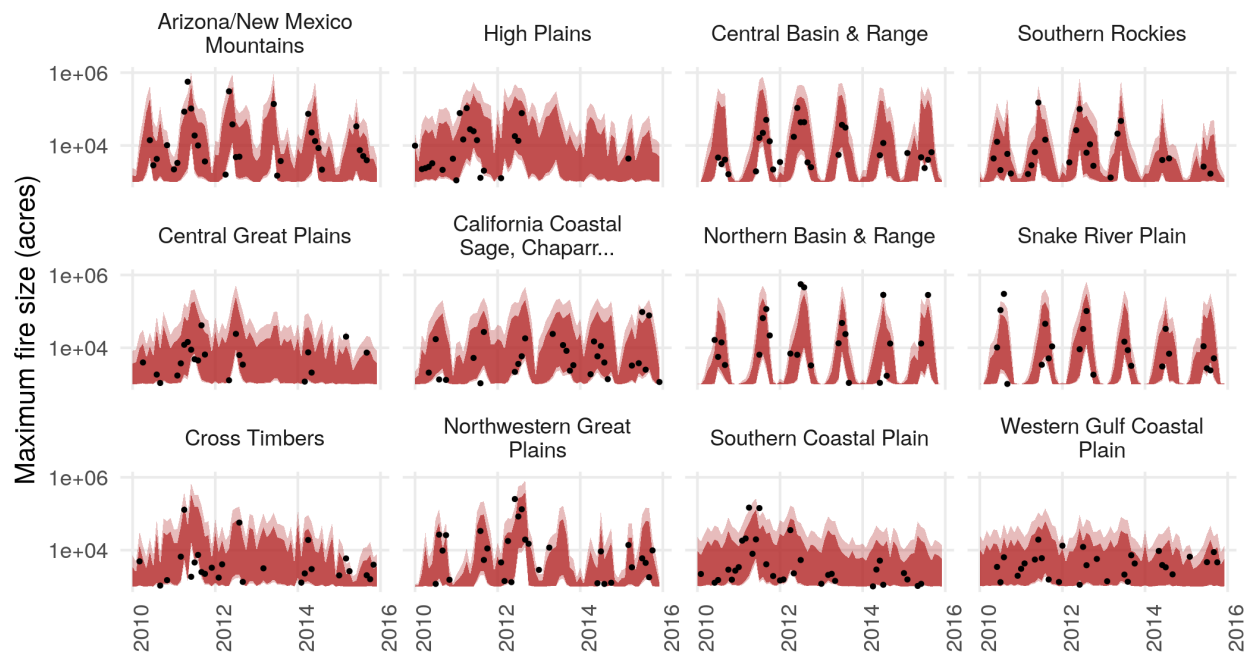 Arizona/New Mexico
Mountains
High Plains
Central Basin & Range
Southern Rockies
1e+06
1e+04
Central Great Plains
California Coastal
Sage, Chaparr...
Northern Basin & Range
Snake River Plain
1e+06
1e+04
Maximum fire size (acres)
Cross Timbers
Northwestern Great
Plains
Southern Coastal Plain
Western Gulf Coastal
Plain
1e+06
1e+04
2010 2012 2014 2016 2010 2012 2014 2016 2010 2012 2014 2016 2010 2012 2014 2016